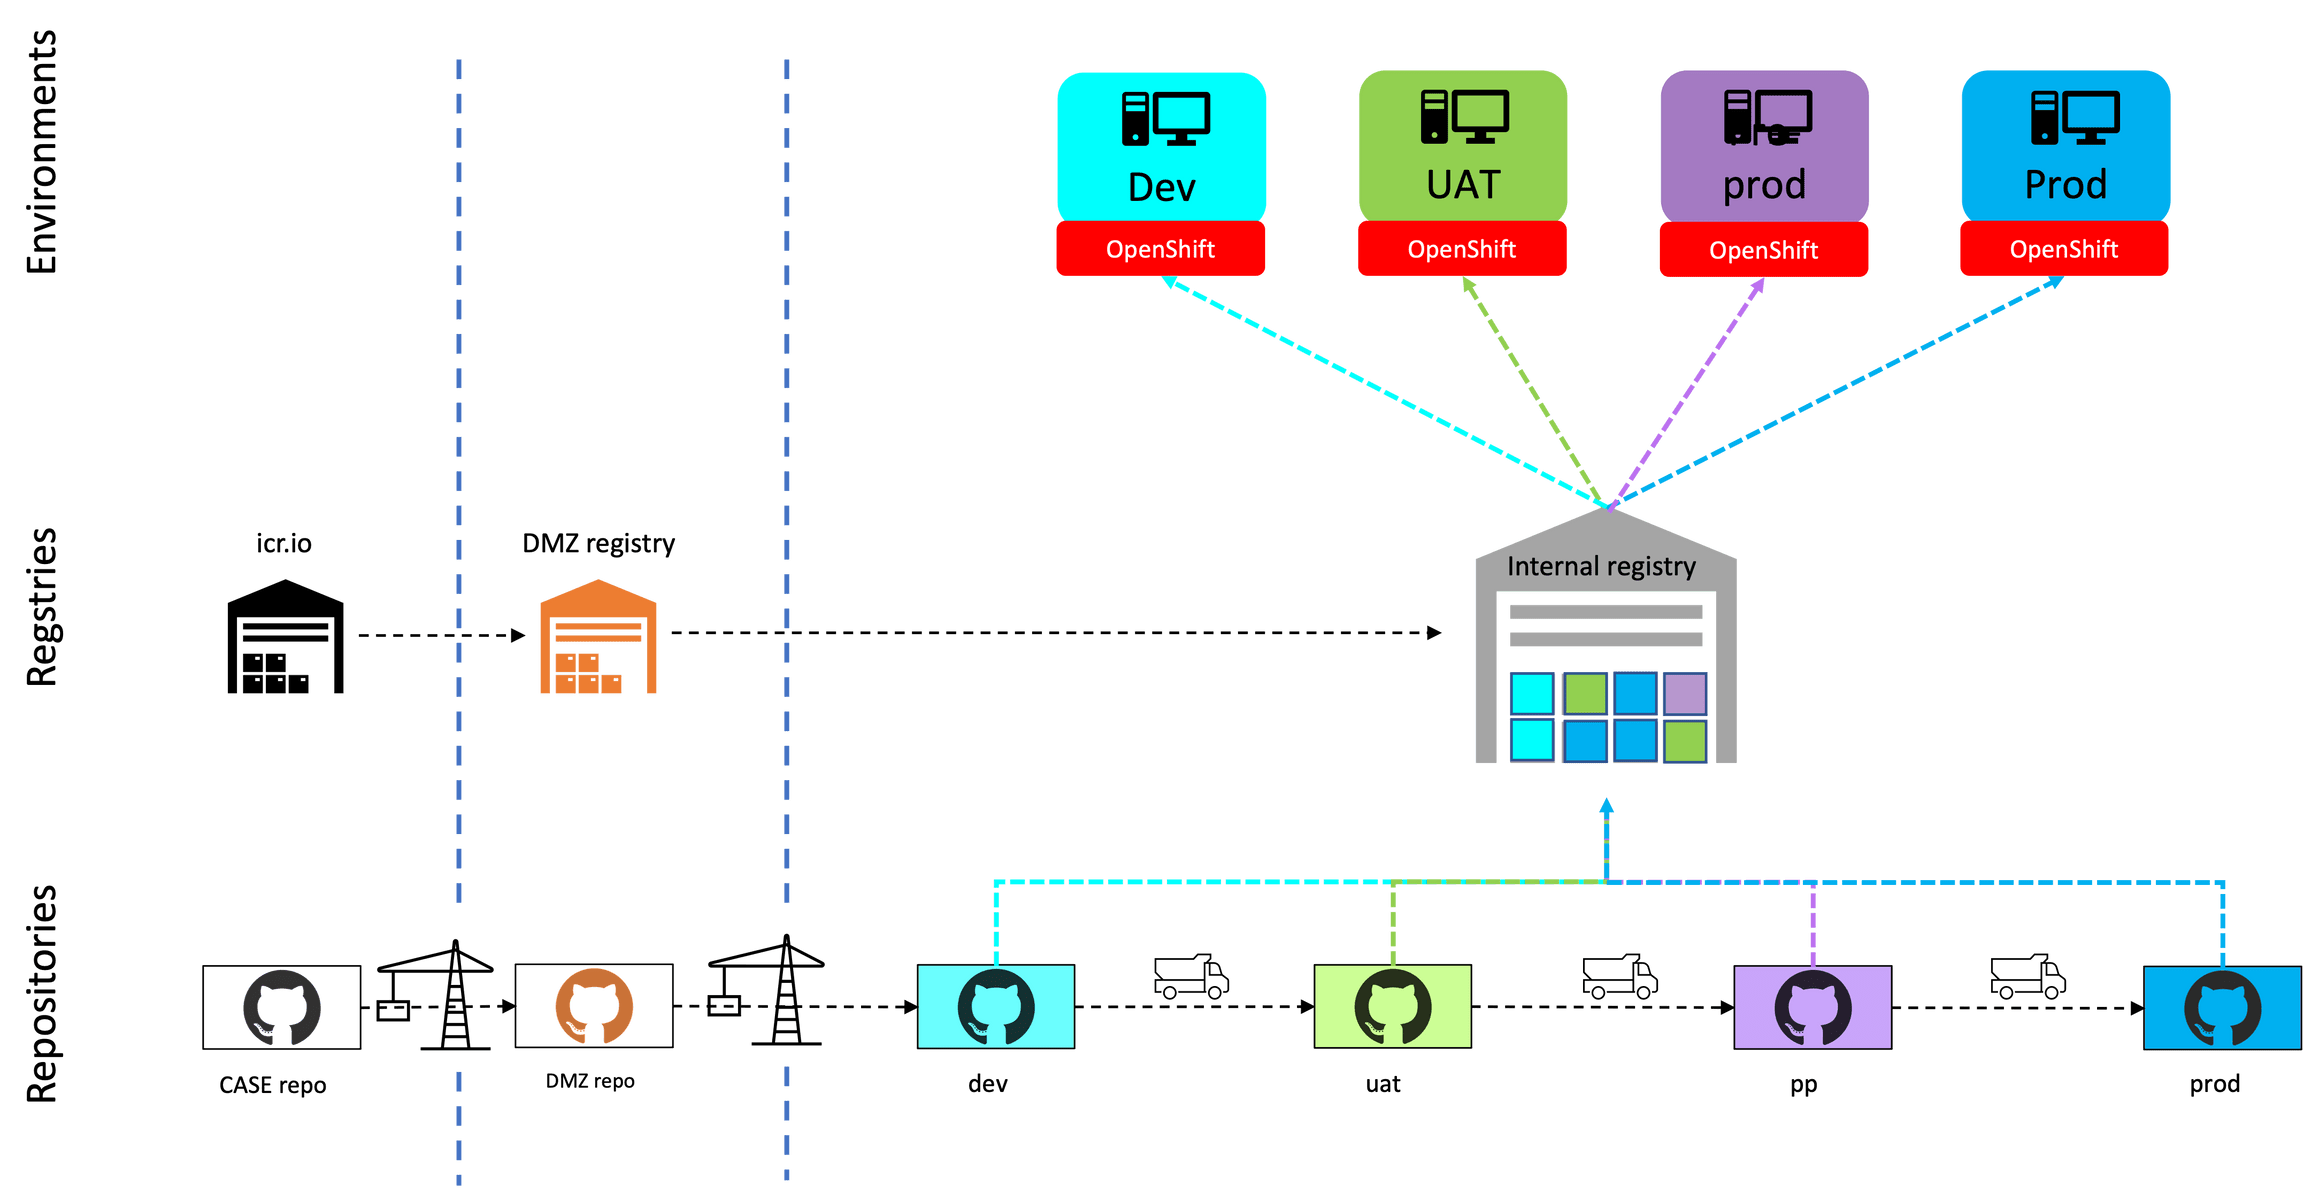 Environments
Dev
UAT
prod
Prod
OpenShift
OpenShift
OpenShift
OpenShift
Regstries
icr.io
DMZ registry
Internal registry
Repositories
CASE repo
DMZ repo
dev
uat
pp
prod